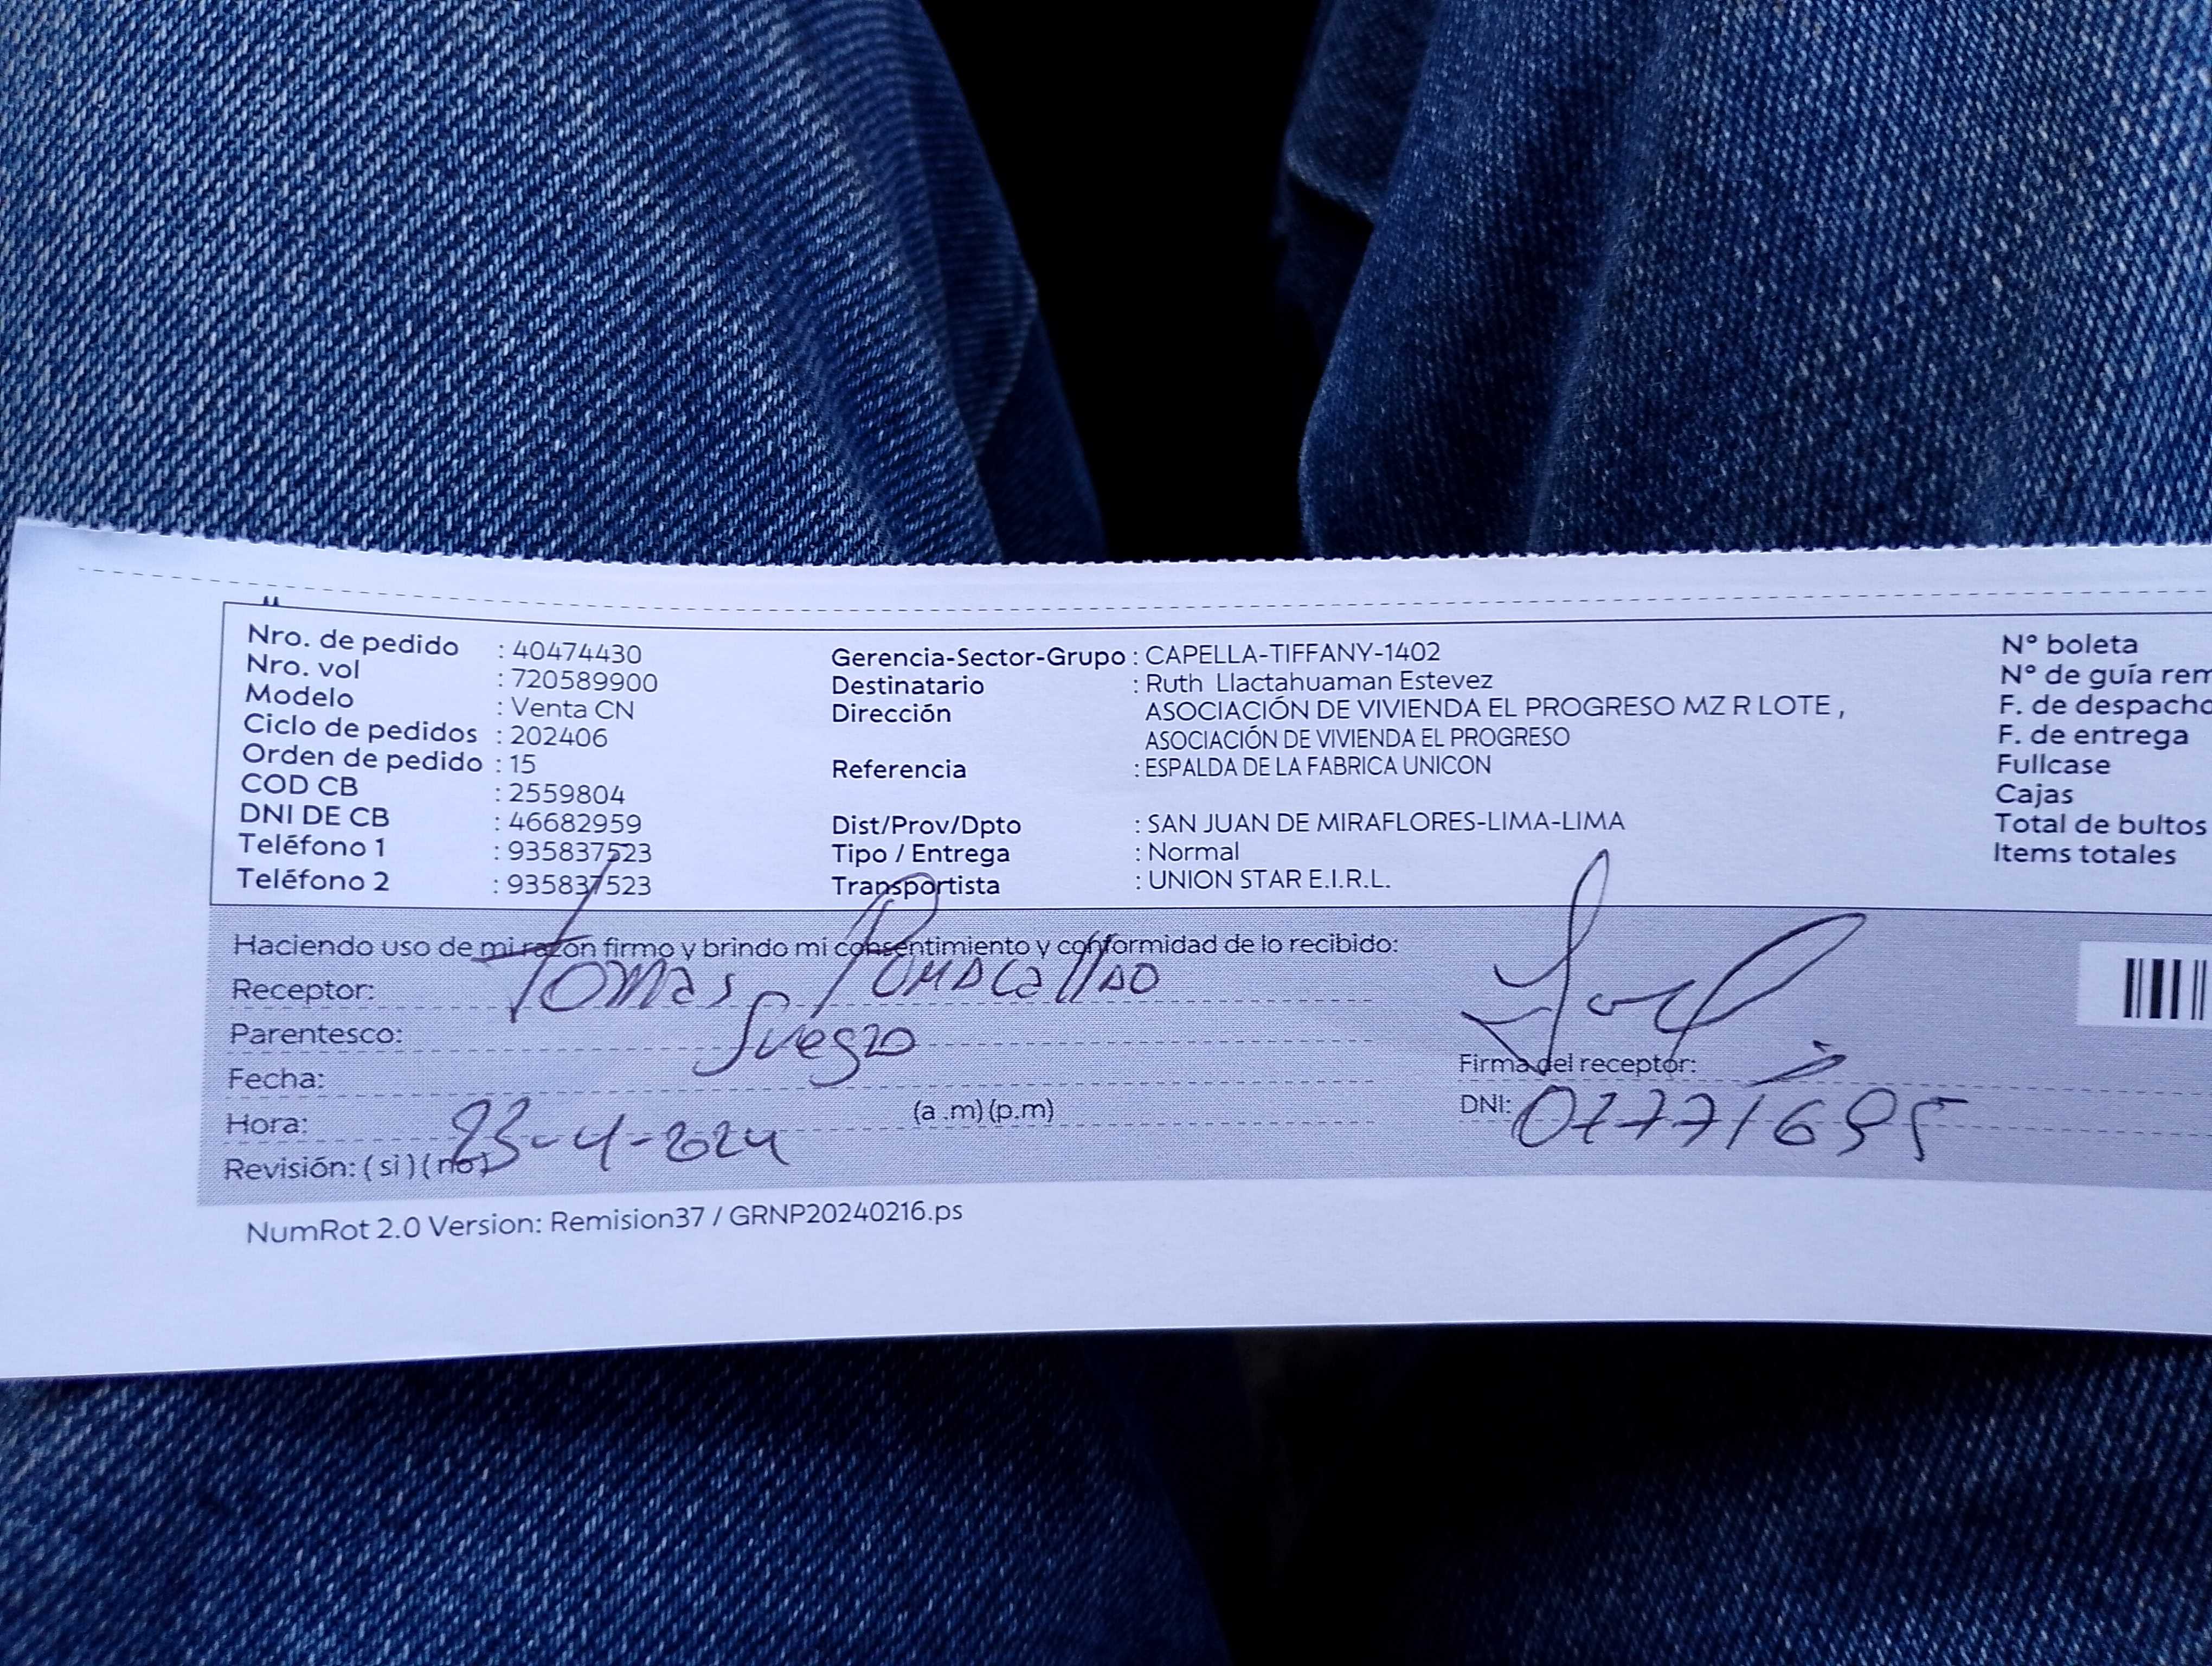 Nro. de pedido : 40474430
Nro. vol : 720589900
Modelo : Venta CN
Ciclo de pedidos : 202406
Orden de pedido : 15
COD CB : 2559804
DNI DE CB : 46682959
Teléfono 1 : 935837523
Teléfono 2 : 935837523
Gerencia-Sector-Grupo : CAPELLA-TIFFANY-1402
Destinatario : Ruth Llactahuaman Estevez
Dirección ASOCIACIÓN DE VIVIENDA EL PROGRESO MZ R LOTE ,
ASOCIACIÓN DE VIVIENDA EL PROGRESO
Referencia : ESPALDA DE LA FABRICA UNICON
Dist/Prov/Dpto : SAN JUAN DE MIRAFLORES-LIMA-LIMA
Tipo / Entrega : Normal
Transportista : UNION STAR E.I.R.L.
N° boleta
N° de guía rem
F. de despacho
F. de entrega
Fullcase
Cajas
Total de bultos
Items totales
Haciendo uso de mi razón firmo y brindo mi consentimiento y conformidad de lo recibido:
Receptor: Tomas
Parentesco: Suegro
Fecha:
Hora: 23-4-2024 (a .m) (p.m)
Revisión: ( si ) ( no )
Firma del receptor:
DNI:
NumRot 2.0 Version: Remision37 / GRNP20240216.ps